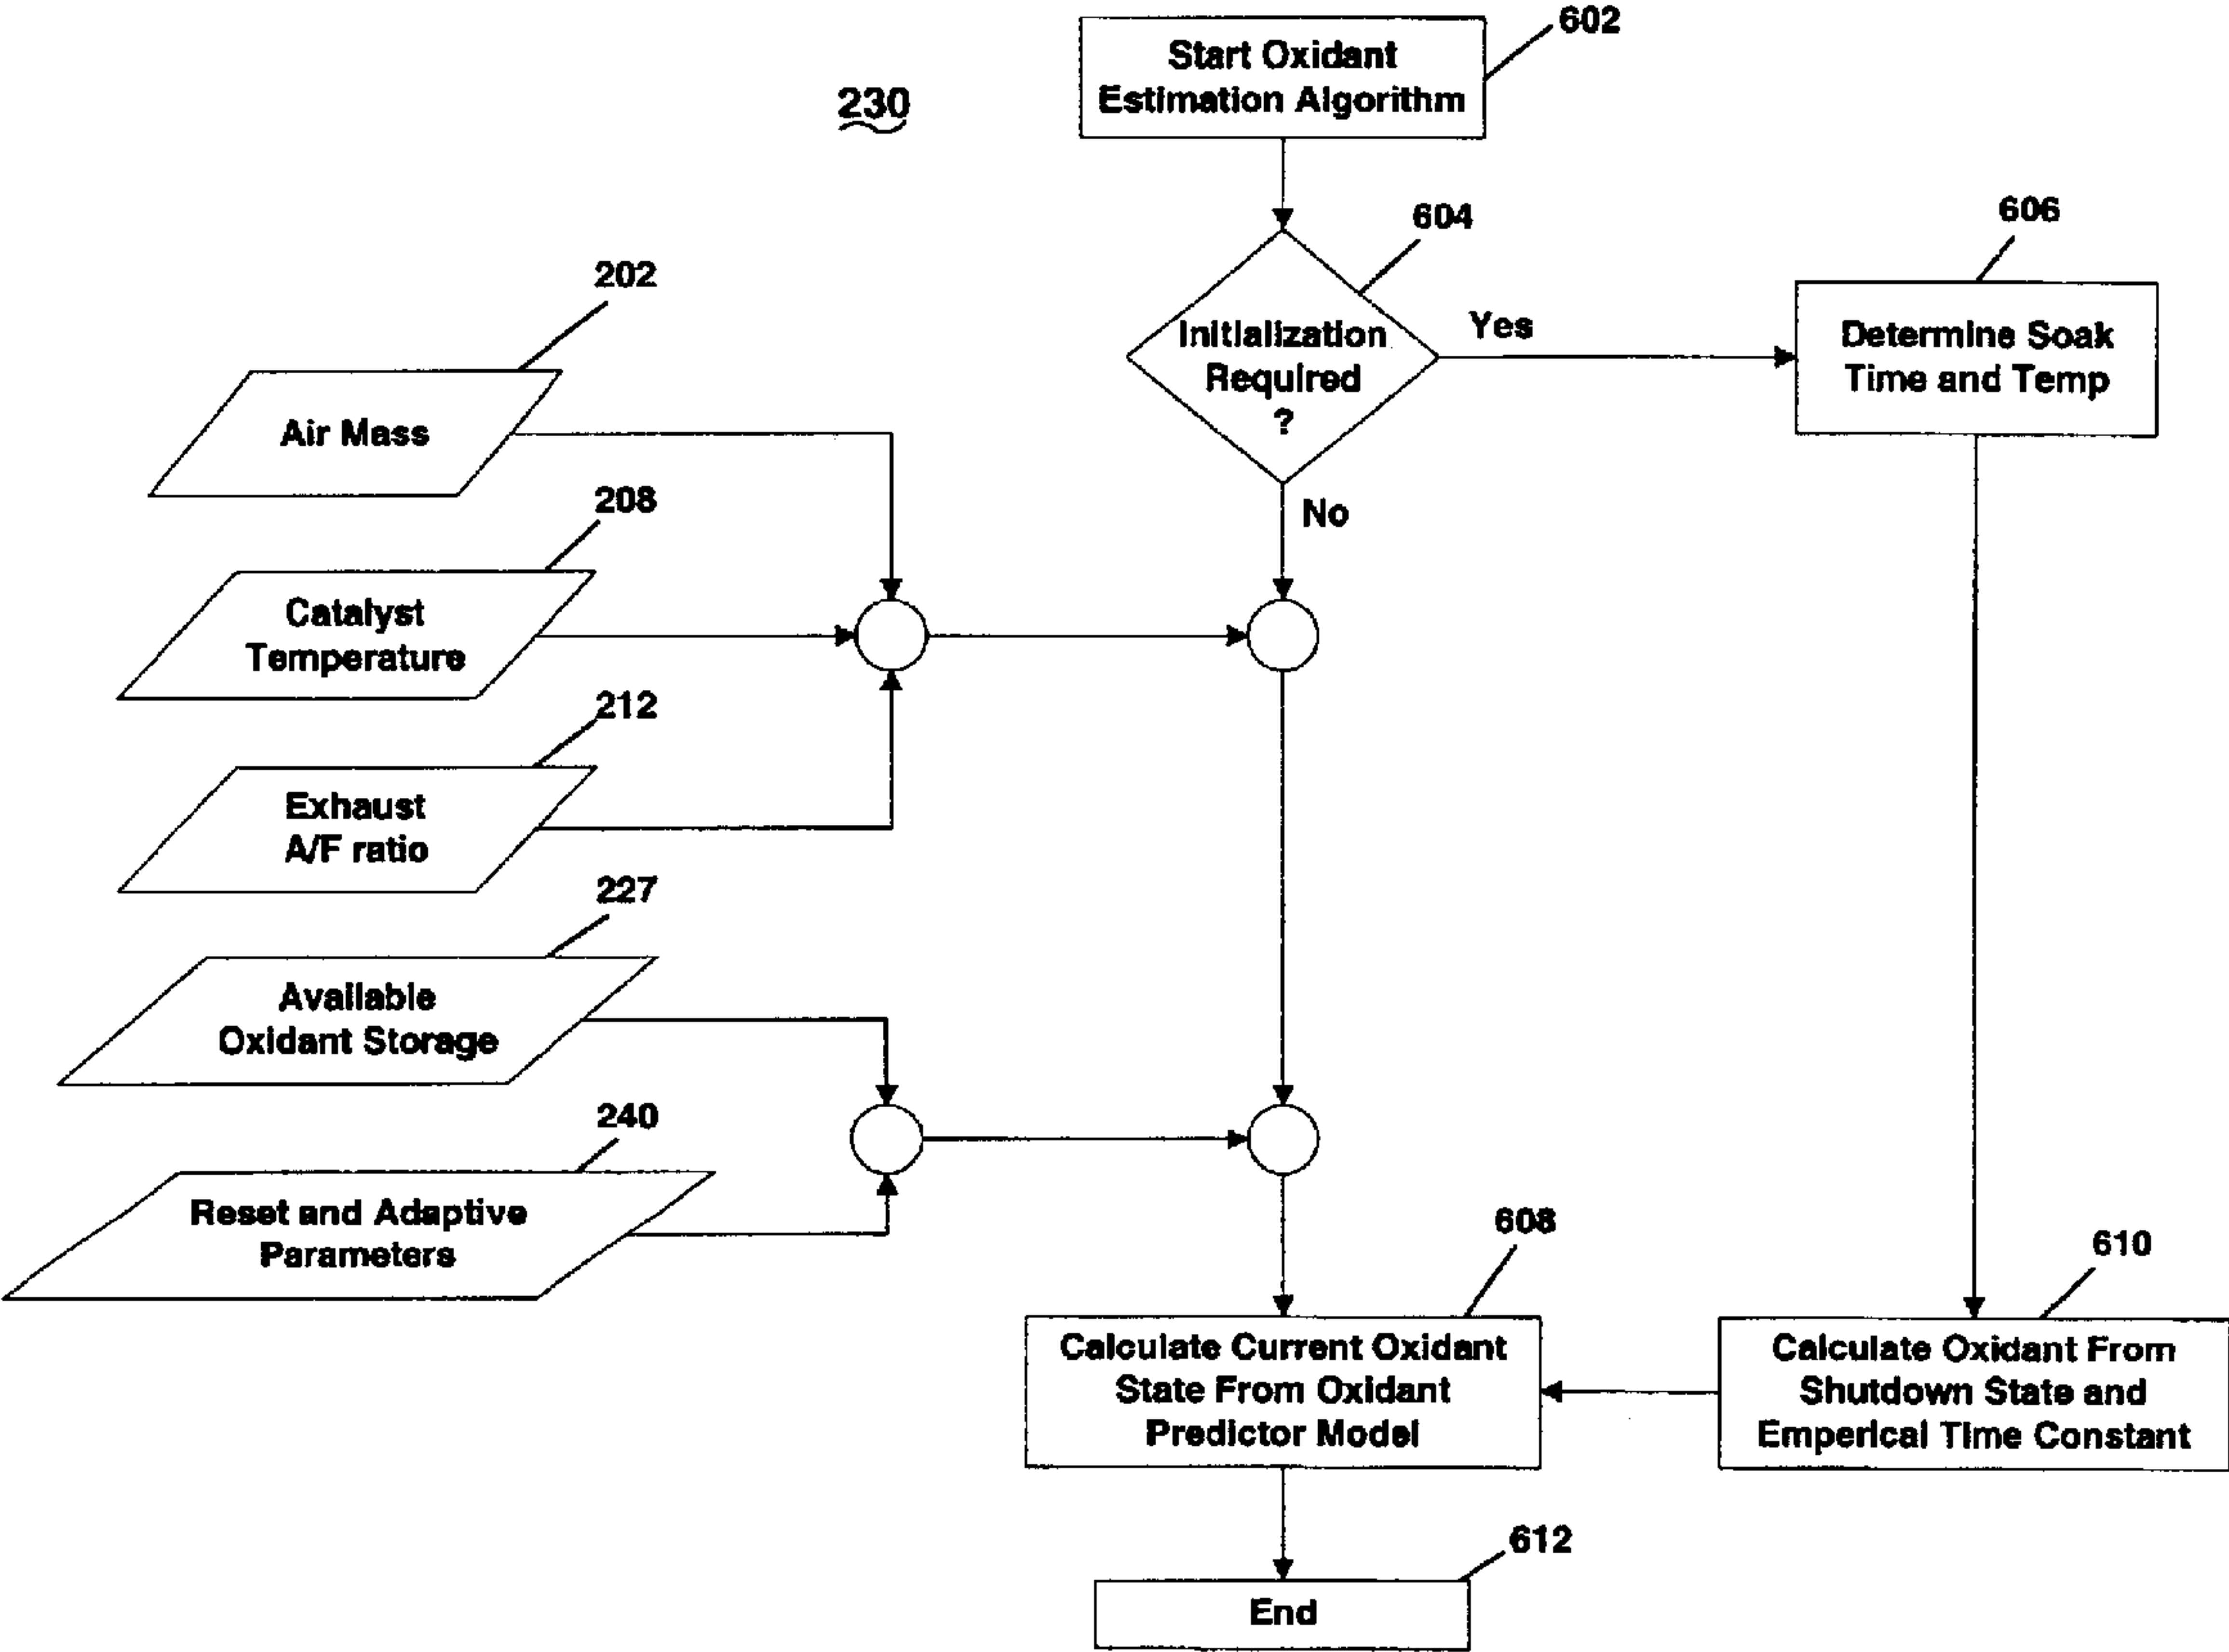 602
Start Oxidant
Estimation Algorithm
230
604
606
Initialization
Required
?
Yes
Determine Soak
Time and Temp
202
Air Mass
No
208
Catalyst
Temperature
212
Exhaust
A/F ratio
227
Available
Oxidant Storage
240
Reset and Adaptive
Parameters
608
610
Calculate Current Oxidant
State From Oxidant
Predictor Model
Calculate Oxidant From
Shutdown State and
Emperical Time Constant
612
End